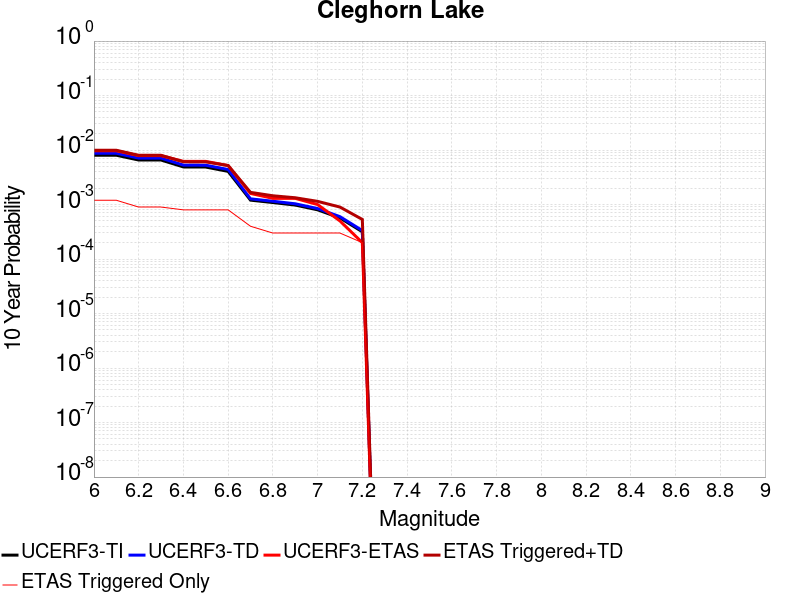 Cleghorn Lake
10^0
10^-1
10^-2
10^-3
10^-4
10^-5
10^-6
10^-7
10^-8
10 Year Probability
6 6.2 6.4 6.6 6.8 7 7.2 7.4 7.6 7.8 8 8.2 8.4 8.6 8.8 9
Magnitude
UCERF3-TI UCERF3-TD UCERF3-ETAS ETAS Triggered+TD
ETAS Triggered Only